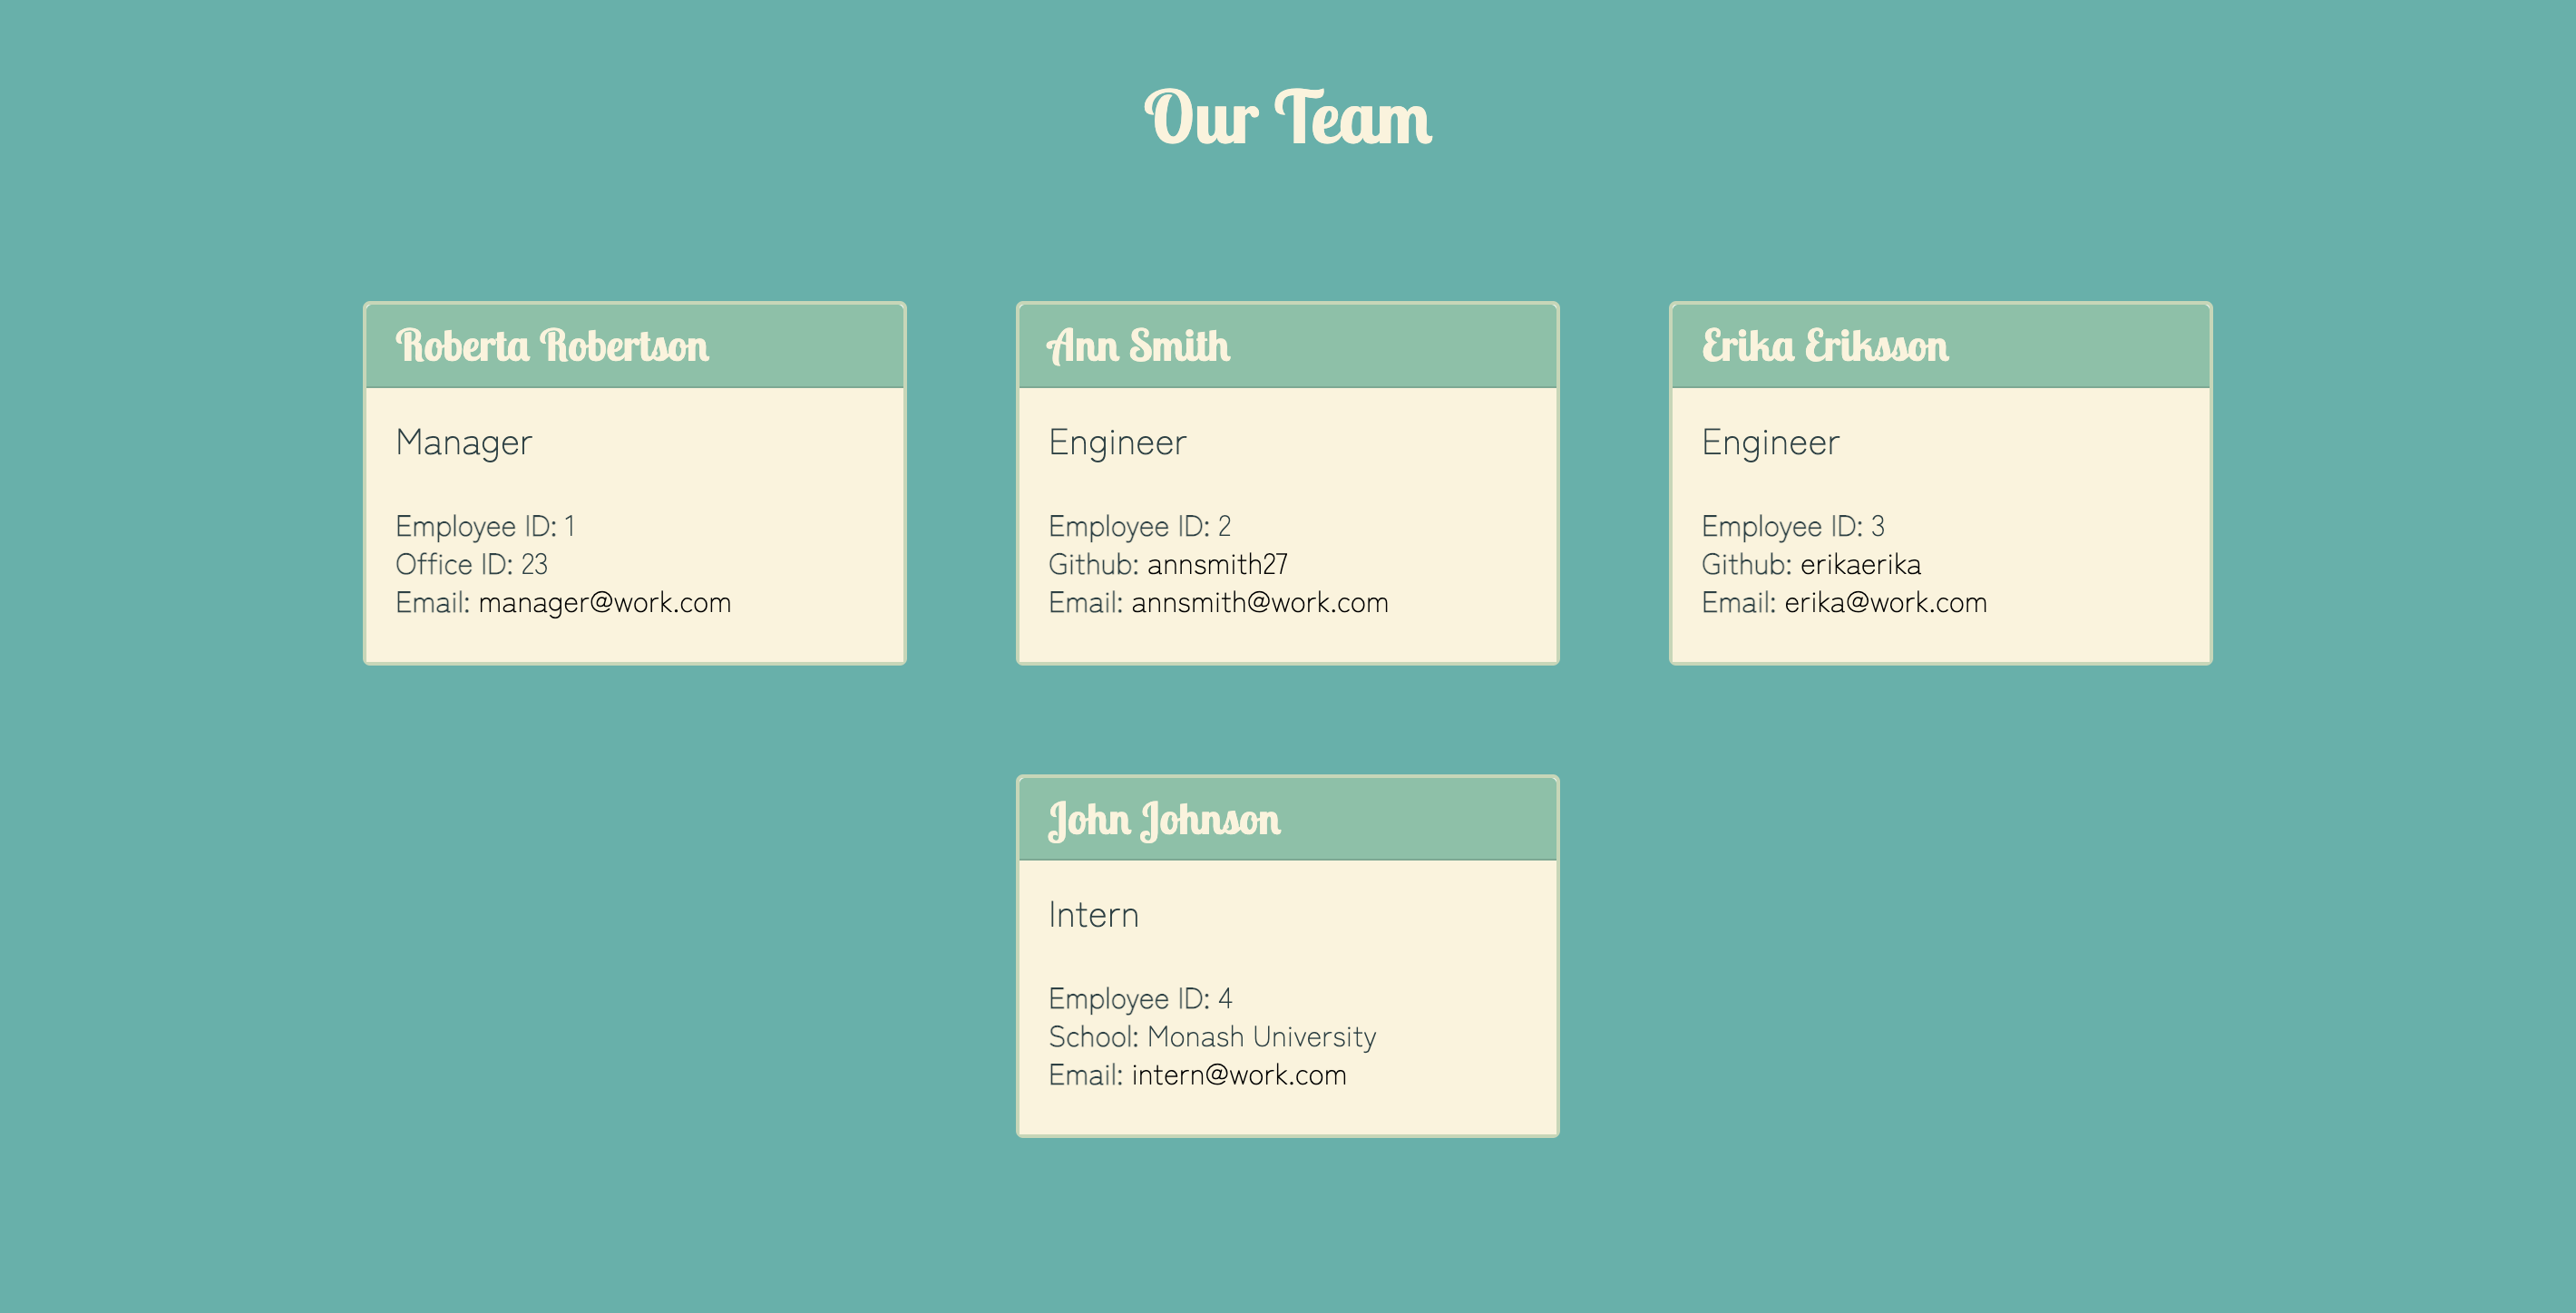 Our Team
Roberta Robertson
Manager
Employee ID: 1
Office ID: 23
Email: manager@work.com
Ann Smith
Engineer
Employee ID: 2
Github: annsmith27
Email: annsmith@work.com
Erika Eriksson
Engineer
Employee ID: 3
Github: erikaerika
Email: erika@work.com
John Johnson
Intern
Employee ID: 4
School: Monash University
Email: intern@work.com